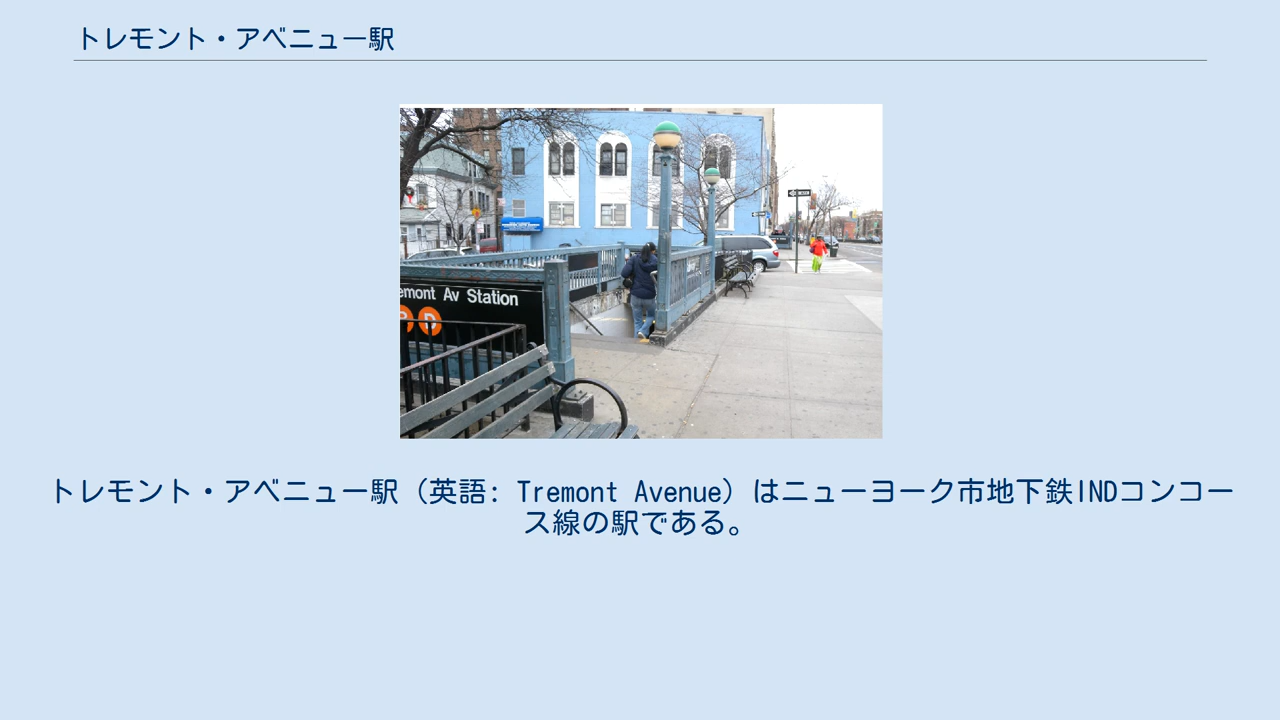 トレモント・アベニュー駅
emont Av Station
D
トレモント・アベニュー駅（英語: Tremont Avenue）はニューヨーク市地下鉄INDコンコー
ス線の駅である。